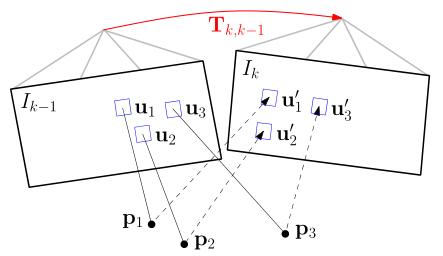 T_{k,k−1}
I_{k−1}
I_k
u_1
u_3
u_2
u′_1
u′_3
u′_2
p_1
p_2
p_3